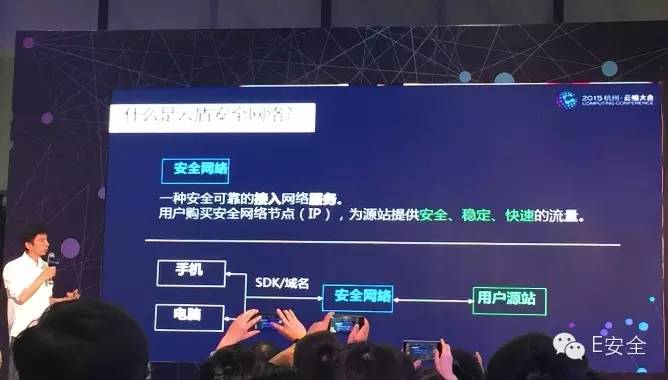 2015 杭州·云栖大会
COMPUTING CONFERENCE
什么是云盾安全网络？
安全网络
一种安全可靠的接入网络服务。
用户购买安全网络节点（IP），为源站提供安全、稳定、快速的流量。
手机
SDK/域名
安全网络
用户源站
电脑
E安全